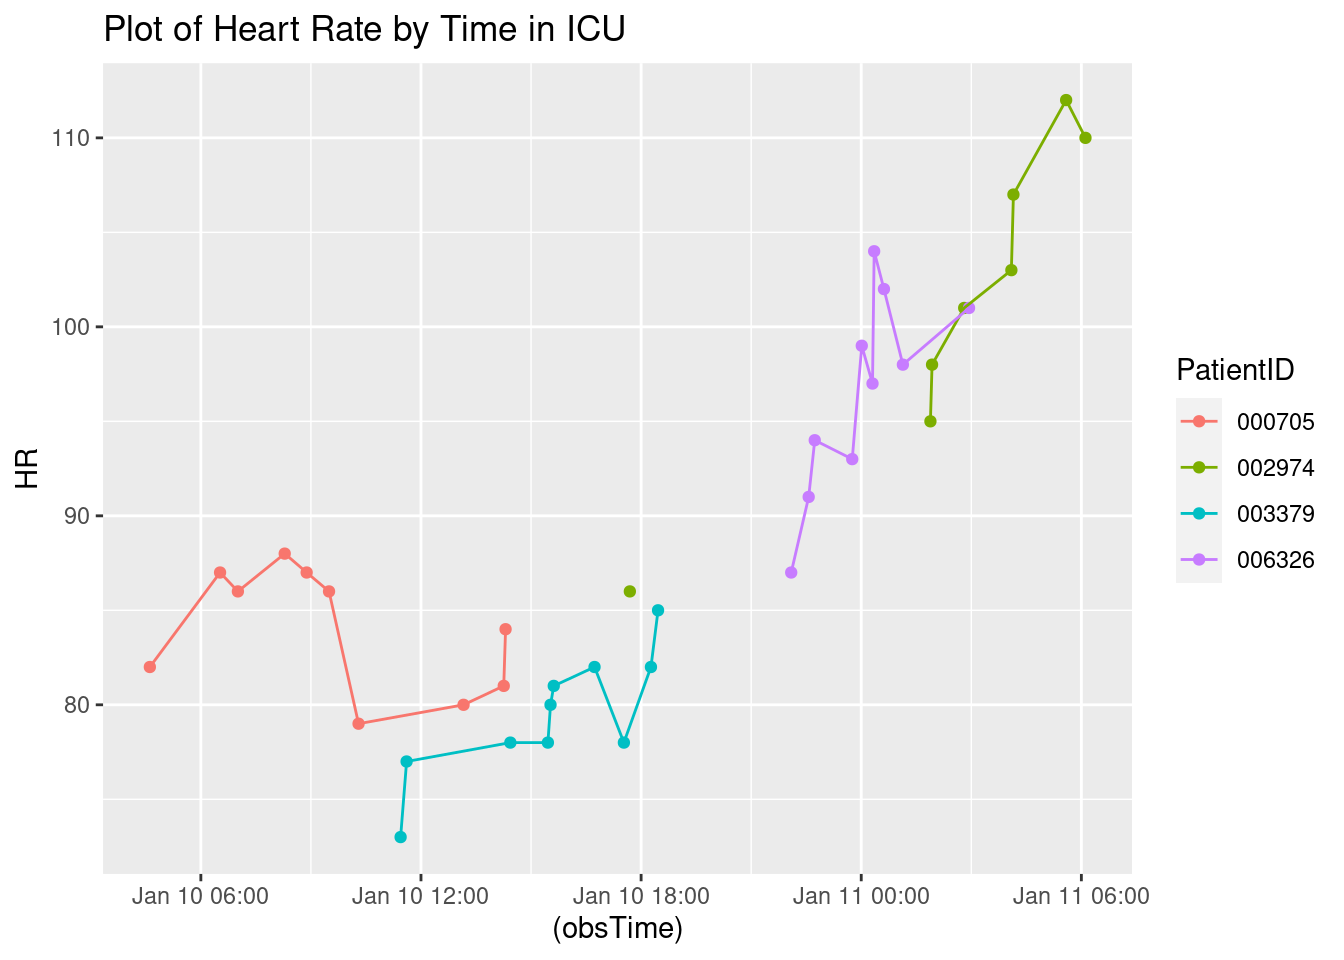 Plot of Heart Rate by Time in ICU
HR
110
100
90
80
Jan 10 06:00
Jan 10 12:00
Jan 10 18:00
Jan 11 00:00
Jan 11 06:00
(obsTime)
PatientID
000705
002974
003379
006326